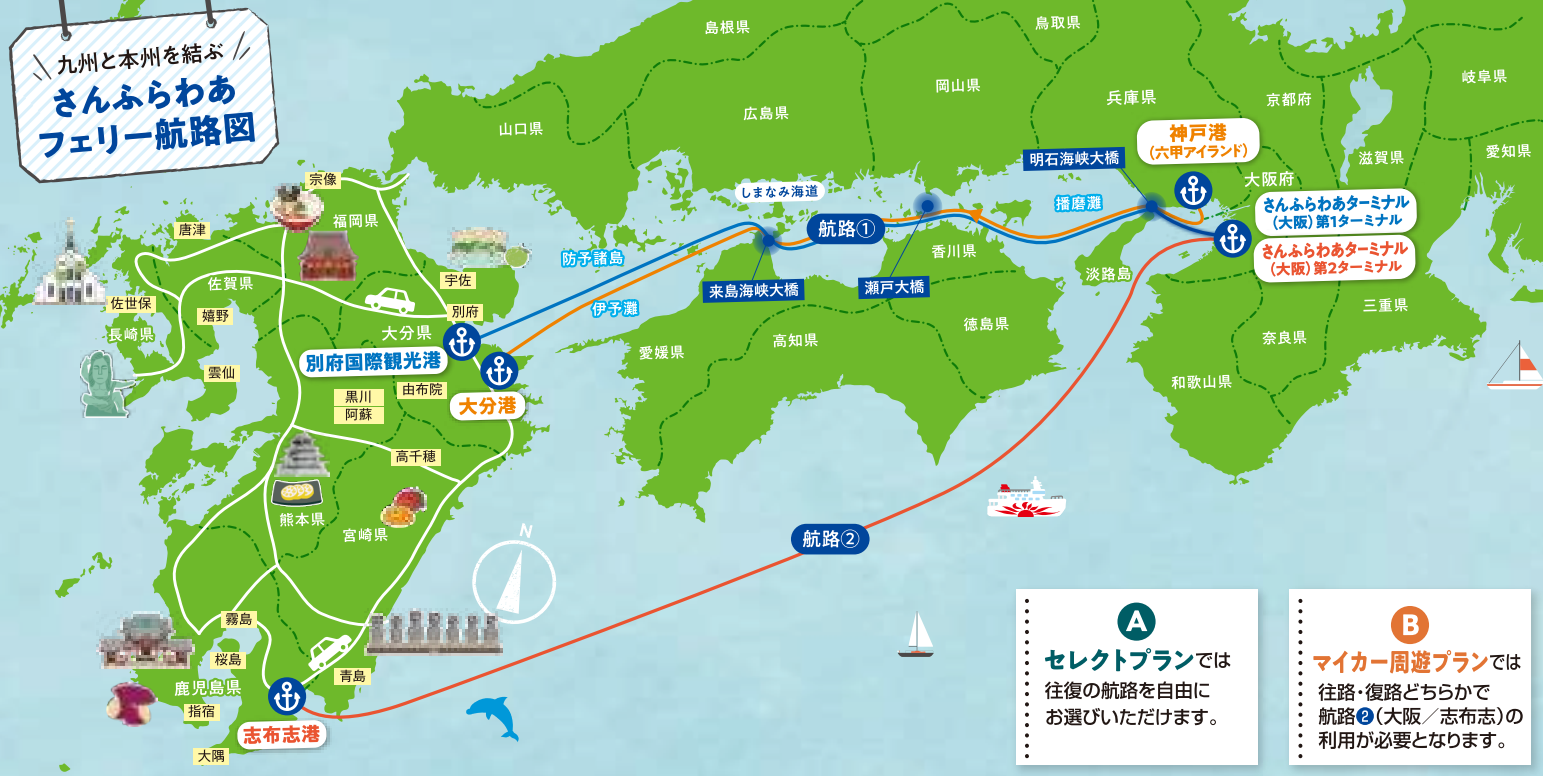 九州と本州を結ぶ
さんふらわあ
フェリー航路図
島根県
鳥取県
岡山県
広島県
山口県
兵庫県
京都府
岐阜県
滋賀県
愛知県
大阪府
神戸港
(六甲アイランド)
明石海峡大橋
播磨灘
さんふらわあターミナル
(大阪)第1ターミナル
さんふらわあターミナル
(大阪)第2ターミナル
しまなみ海道
航路①
来島海峡大橋
瀬戸大橋
香川県
淡路島
防予諸島
伊予灘
愛媛県
高知県
徳島県
三重県
奈良県
和歌山県
宗像
福岡県
唐津
佐賀県
佐世保
長崎県
嬉野
雲仙
宇佐
別府
大分県
別府国際観光港
大分港
由布院
黒川
阿蘇
高千穂
熊本県
宮崎県
N
航路②
霧島
桜島
鹿児島県
指宿
大隅
青島
志布志港
A
セレクトプランでは
往復の航路を自由に
お選びいただけます。
B
マイカー周遊プランでは
往路・復路どちらかで
航路❷(大阪/志布志)の
利用が必要となります。